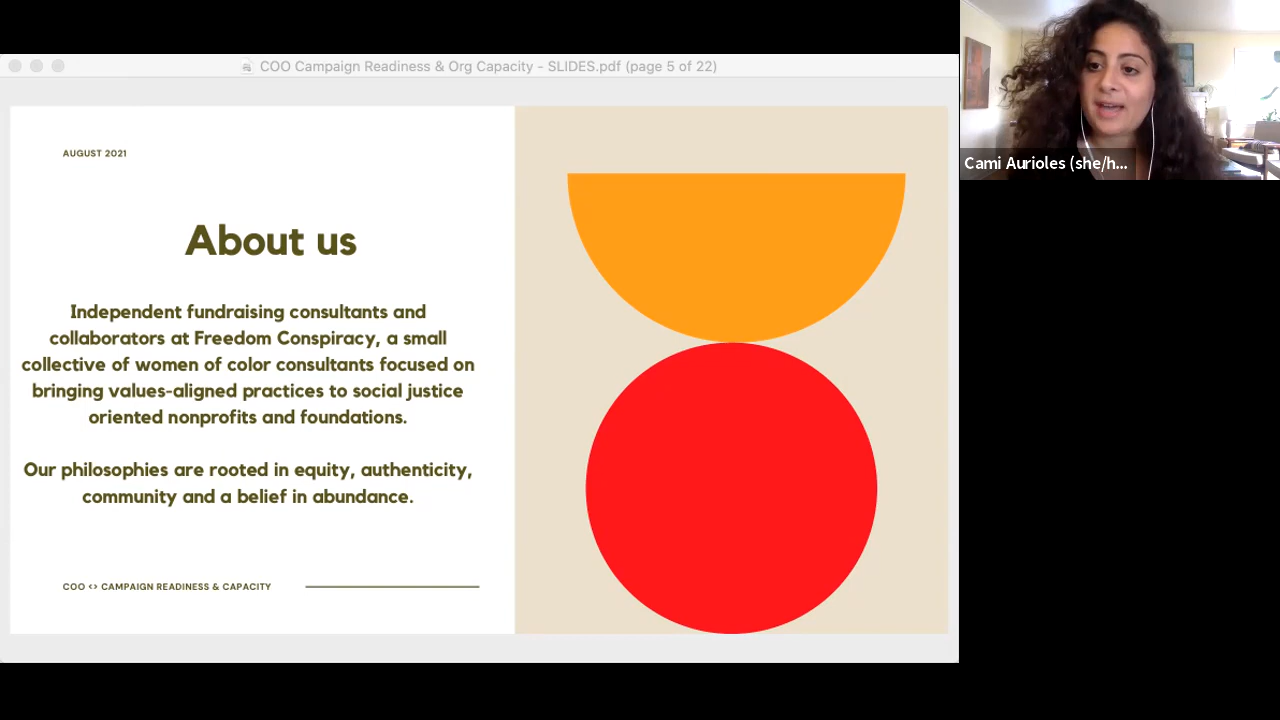 COO Campaign Readiness & Org Capacity - SLIDES.pdf (page 5 of 22)
AUGUST 2021
About us
Independent fundraising consultants and
collaborators at Freedom Conspiracy, a small
collective of women of color consultants focused on
bringing values-aligned practices to social justice
oriented nonprofits and foundations.
Our philosophies are rooted in equity, authenticity,
community and a belief in abundance.
COO <> CAMPAIGN READINESS & CAPACITY
Cami Aurioles (she/h...